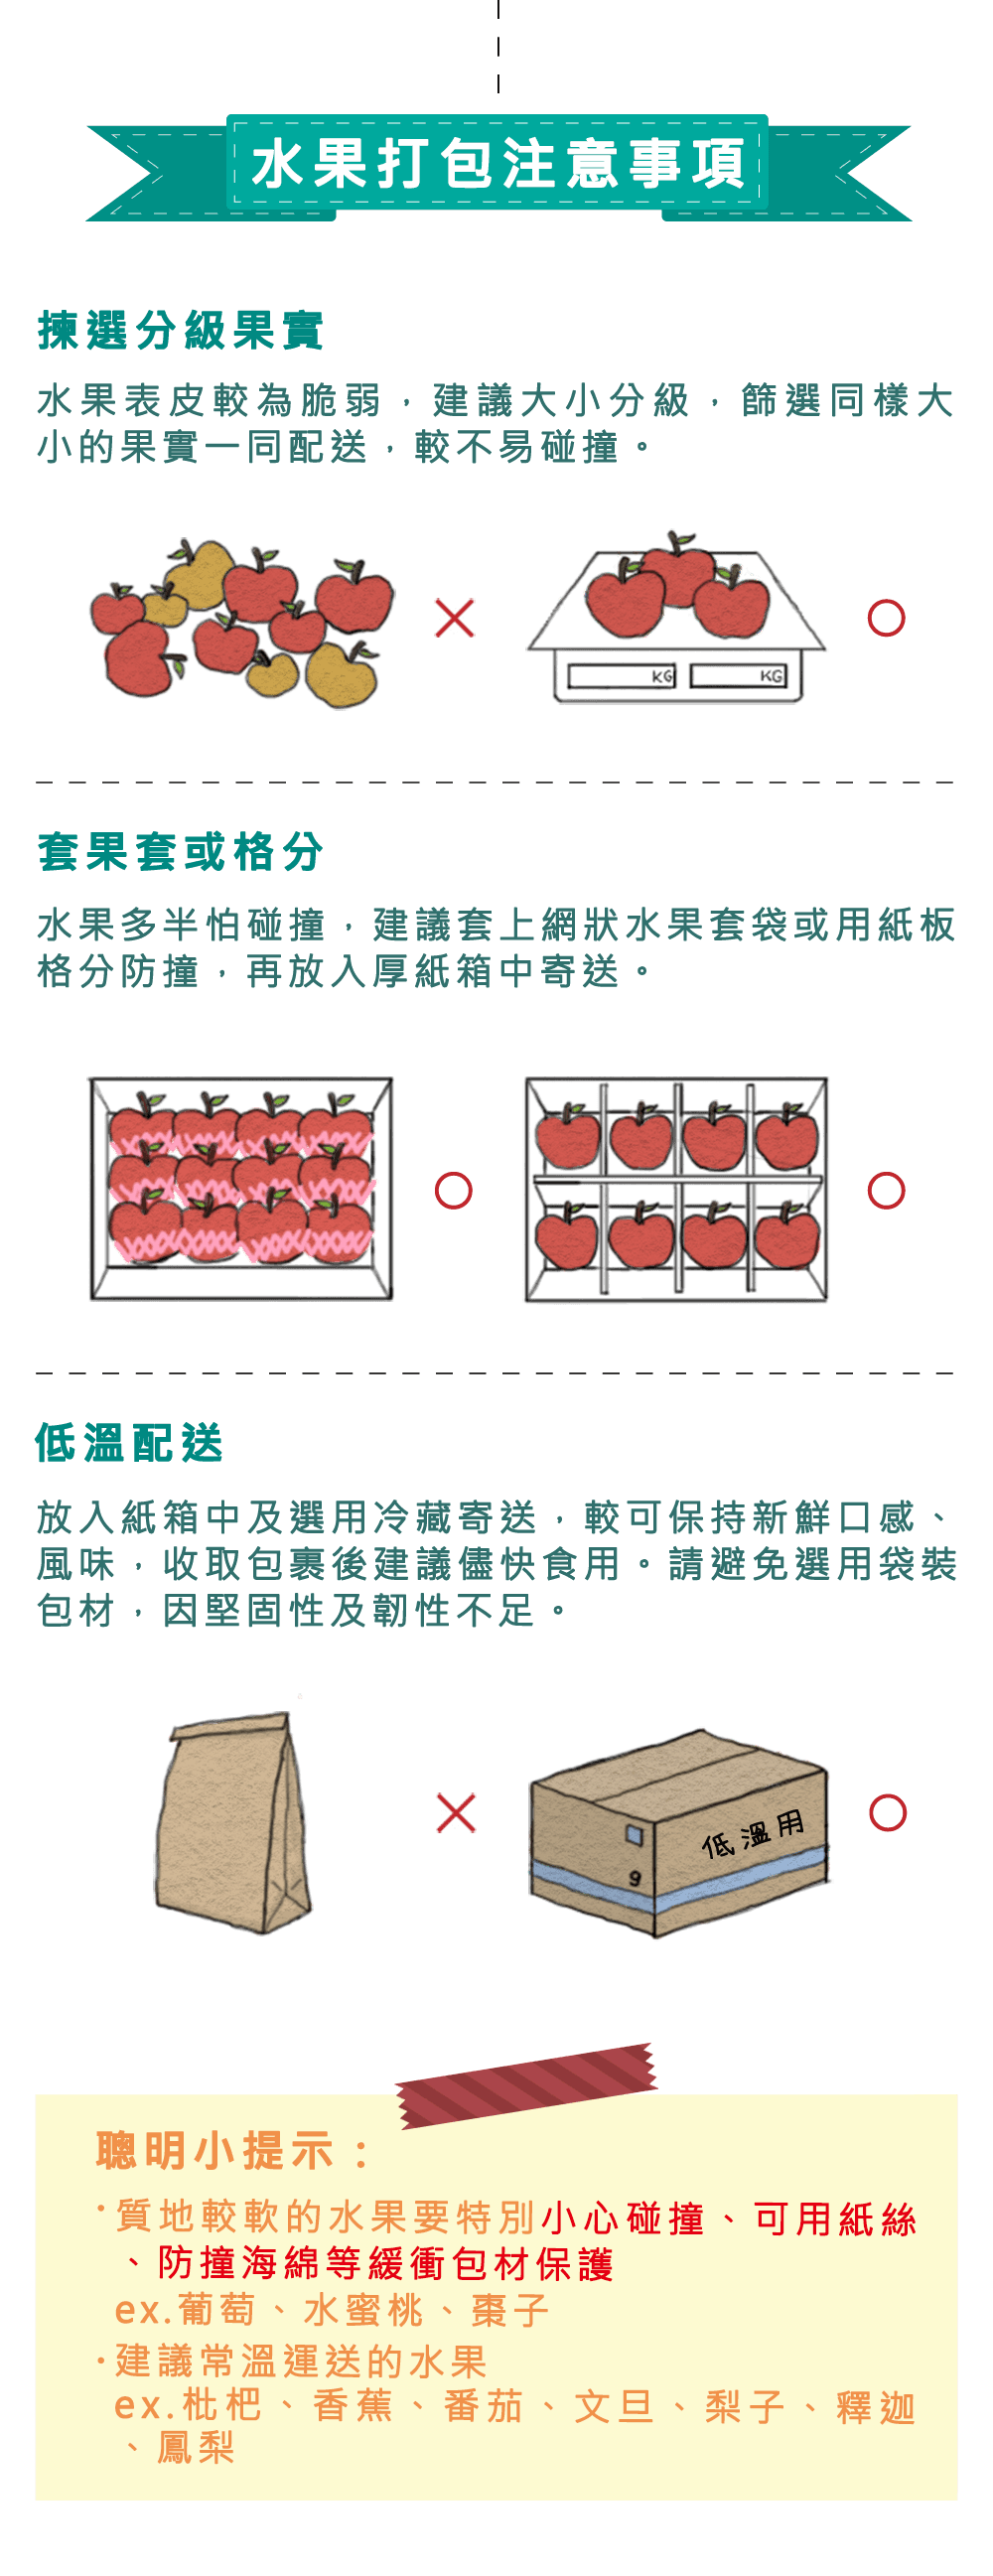 水果打包注意事項
揀選分級果實
水果表皮較為脆弱，建議大小分級，篩選同樣大
小的果實一同配送，較不易碰撞。
KG KG
套果套或格分
水果多半怕碰撞，建議套上網狀水果套袋或用紙板
格分防撞，再放入厚紙箱中寄送。
低溫配送
放入紙箱中及選用冷藏寄送，較可保持新鮮口感、
風味，收取包裹後建議儘快食用。請避免選用袋裝
包材，因堅固性及韌性不足。
低溫用
9
聰明小提示：
·質地較軟的水果要特別小心碰撞、可用紙絲
、防撞海綿等緩衝包材保護
ex.葡萄、水蜜桃、棗子
·建議常溫運送的水果
ex.枇杷、香蕉、番茄、文旦、梨子、釋迦
、鳳梨